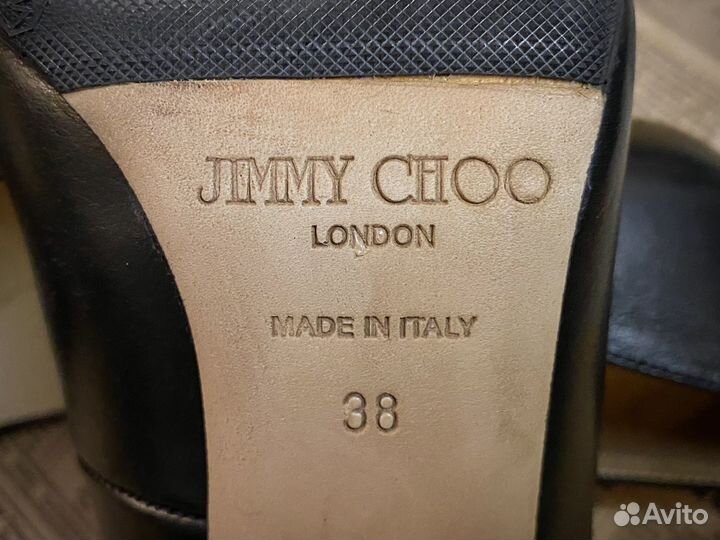 JIMMY CHOO
LONDON
MADE IN ITALY
38
Avito